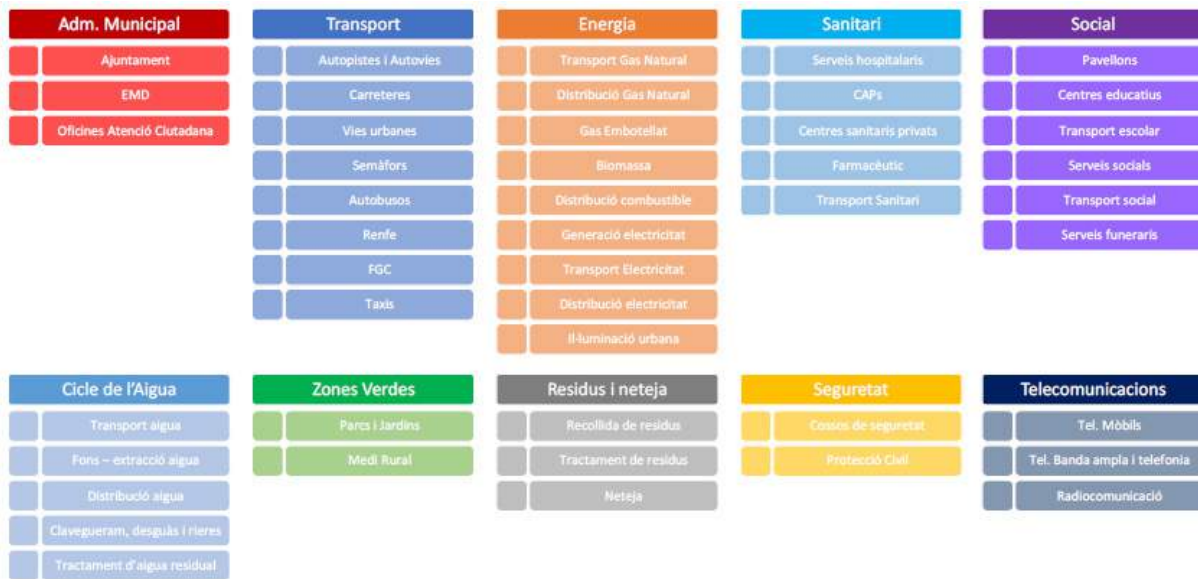 Adm. Municipal
Ajuntament
EMD
Oficines Atenció Ciutadana
Transport
Autopistes i Autovies
Carreteres
Vies urbanes
Semàfors
Autobusos
Renfe
FGC
Taxis
Energia
Transport Gas Natural
Distribució Gas Natural
Gas Embotellat
Biomassa
Distribució combustible
Generació electricitat
Transport Electricitat
Distribució electricitat
Il·luminació urbana
Sanitari
Serveis hospitalaris
CAPs
Centres sanitaris privats
Farmacèutic
Transport Sanitari
Social
Pavellons
Centres educatius
Transport escolar
Serveis socials
Transport social
Serveis funeraris
Cicle de l'Aigua
Transport aigua
Fons – extracció aigua
Distribució aigua
Clavegueram, desguàs i rieres
Tractament d'aigua residual
Zones Verdes
Parcs i Jardins
Medi Rural
Residus i neteja
Recollida de residus
Tractament de residus
Neteja
Seguretat
Cossos de seguretat
Protecció Civil
Telecomunicacions
Tel. Mòbils
Tel. Banda ampla i telefonia
Radiocomunicació